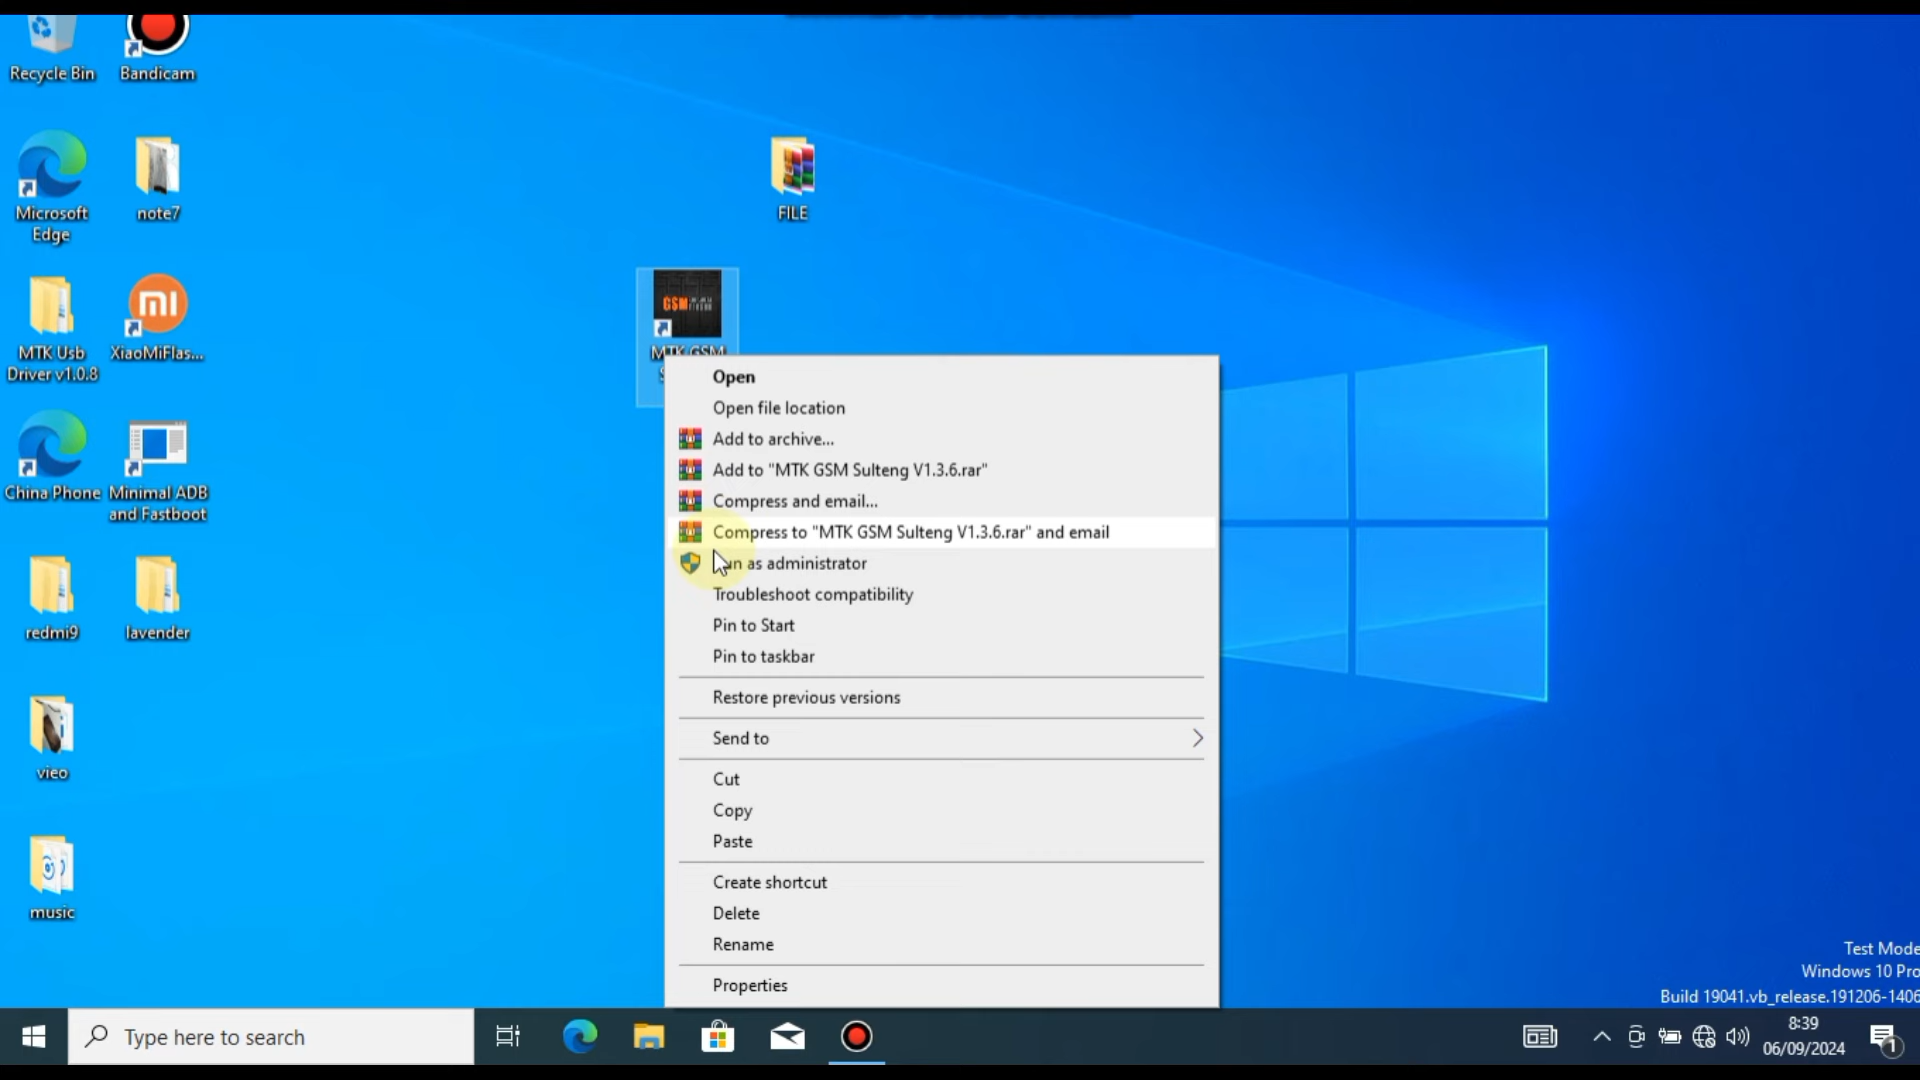 Recycle Bin
Bandicam
Microsoft
Edge
note7
FILE
MTK Usb
Driver v1.0.8
XiaoMiFlas...
GSM
MTK GSM
China Phone
Minimal ADB
and Fastboot
redmi9
lavender
vieo
music
Open
Open file location
Add to archive...
Add to "MTK GSM Sulteng V1.3.6.rar"
Compress and email...
Compress to "MTK GSM Sulteng V1.3.6.rar" and email
Run as administrator
Troubleshoot compatibility
Pin to Start
Pin to taskbar
Restore previous versions
Send to
Cut
Copy
Paste
Create shortcut
Delete
Rename
Properties
Test Mode
Windows 10 Pro
Build 19041.vb_release.191206-1406
Type here to search
8:39
06/09/2024
1